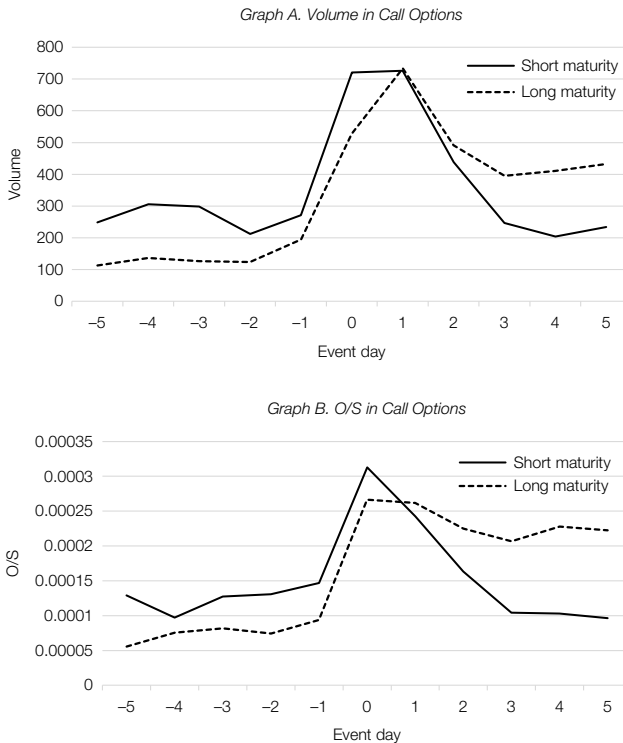 Graph A. Volume in Call Options
800
700
600
500
400
300
200
100
0
Volume
Short maturity
Long maturity
–5 –4 –3 –2 –1 0 1 2 3 4 5
Event day
Graph B. O/S in Call Options
0.00035
0.0003
0.00025
0.0002
0.00015
0.0001
0.00005
0
O/S
Short maturity
Long maturity
–5 –4 –3 –2 –1 0 1 2 3 4 5
Event day